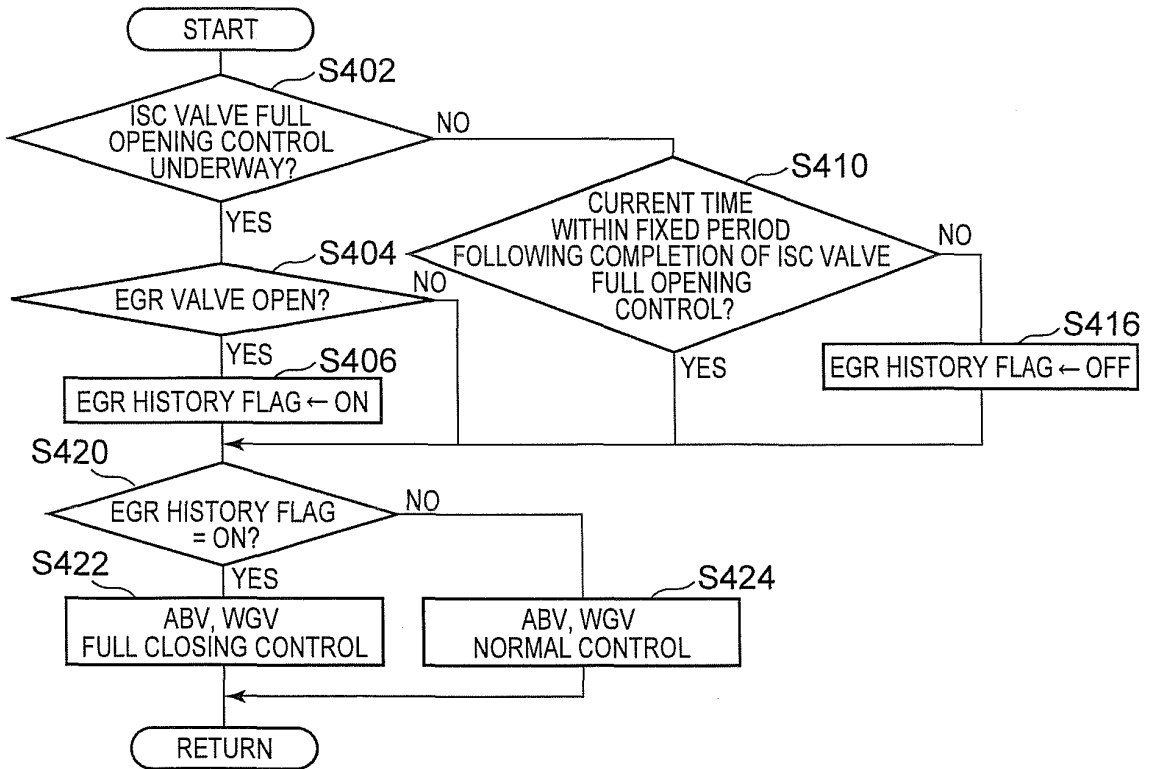 START
S402
ISC VALVE FULL
OPENING CONTROL
UNDERWAY?
NO
YES
S410
CURRENT TIME
WITHIN FIXED PERIOD
FOLLOWING COMPLETION OF ISC VALVE
FULL OPENING
CONTROL?
NO
YES
S404
EGR VALVE OPEN?
NO
YES
S406
EGR HISTORY FLAG ← ON
S416
EGR HISTORY FLAG ← OFF
S420
EGR HISTORY FLAG
= ON?
NO
YES
S422
ABV, WGV
FULL CLOSING CONTROL
S424
ABV, WGV
NORMAL CONTROL
RETURN